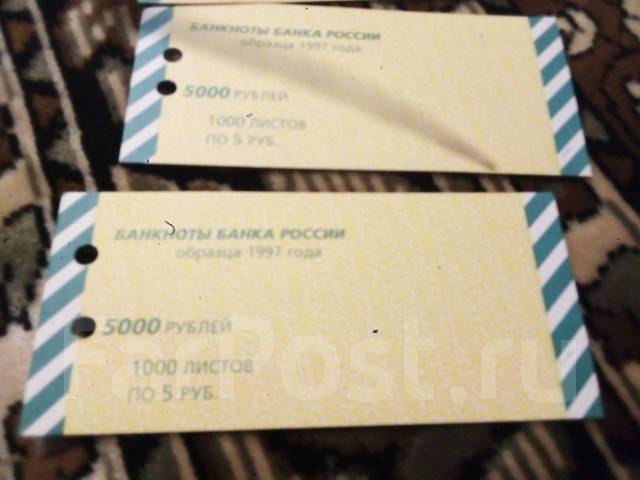 БАНКНОТЫ БАНКА РОССИИ
образца 1997 года
5000 РУБЛЕЙ
1000 ЛИСТОВ
ПО 5 РУБ.
БАНКНОТЫ БАНКА РОССИИ
образца 1997 года
5000 РУБЛЕЙ
1000 ЛИСТОВ
ПО 5 РУБ.
FarPost.ru